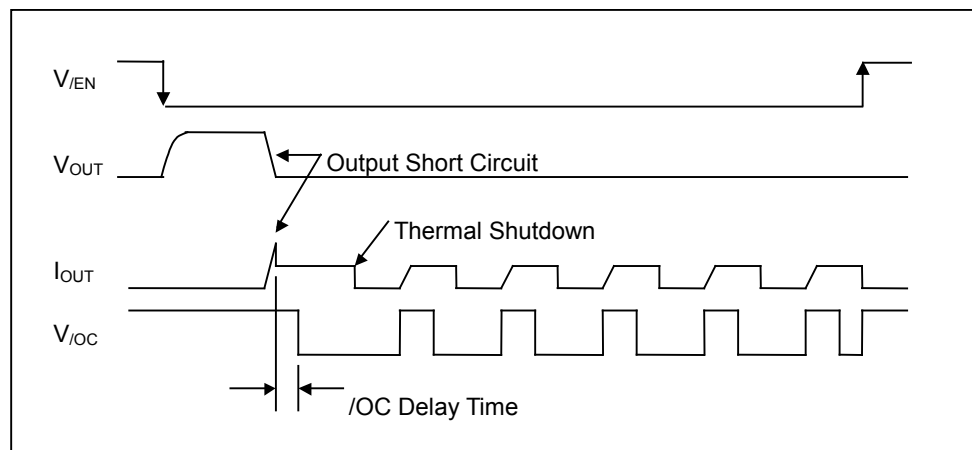 V/EN
VOUT
Output Short Circuit
Thermal Shutdown
IOUT
V/OC
/OC Delay Time